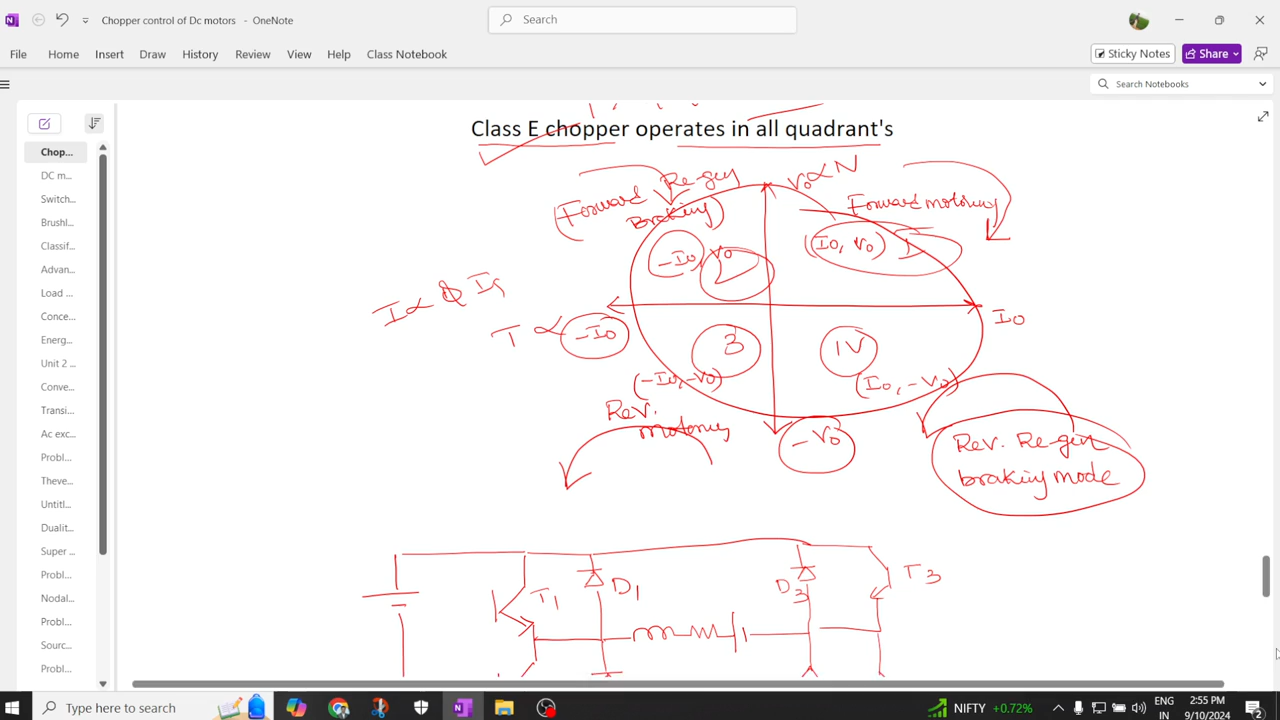 Chopper control of Dc motors - OneNote
Search
File Home Insert Draw History View Help Class Notebook
Sticky Notes Share
Search Notebooks
Class E chopper operates in all quadrant's
Chop...
DC m...
Switch...
Brushl...
Classif...
Advan...
Load ...
Conce...
Energ...
Unit 2 ...
Conve...
Transi...
Ac exc...
Probl...
Theve...
Untitl...
Dualit...
Super ...
Probl...
Nodal...
Probl...
Sourc...
Probl...
V₀ ∝ N
Forward Re-gen
Braking
Forward motoring
(I₀, V₀) I
-I₀, V₀
2
T ∝ -I₀
I₀
3
IV
(-I₀, -V₀)
(I₀, -V₀)
Rev.
motoring
-V₀
Rev. Re-gen
braking mode
T1
D1
D3
T3
Type here to search
NIFTY +0.72%
ENG
IN
2:55 PM
9/10/2024
2